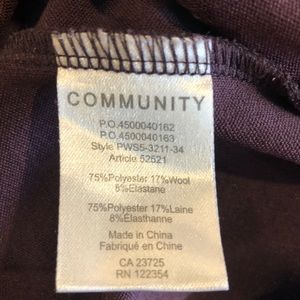 COMMUNITY
P.O.4500040162
P.O.4500040163
Style PWS5-3211-34
Article 52521
75%Polyester 17%Wool
8%Elastane
75%Polyester 17%Laine
8%Élasthanne
Made in China
Fabriqué en Chine
CA 23725
RN 122354